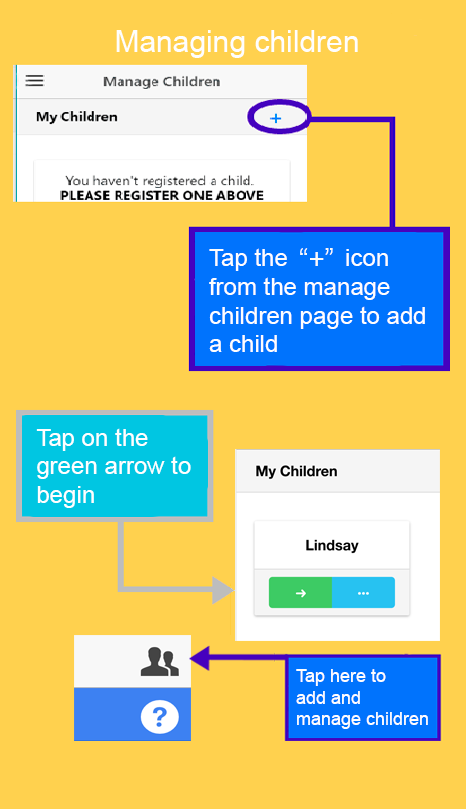 Managing children
Manage Children
My Children
+
You haven't registered a child.
PLEASE REGISTER ONE ABOVE
Tap the “+” icon
from the manage
children page to add
a child
Tap on the
green arrow to
begin
My Children
Lindsay
→ ···
?
Tap here to
add and
manage children